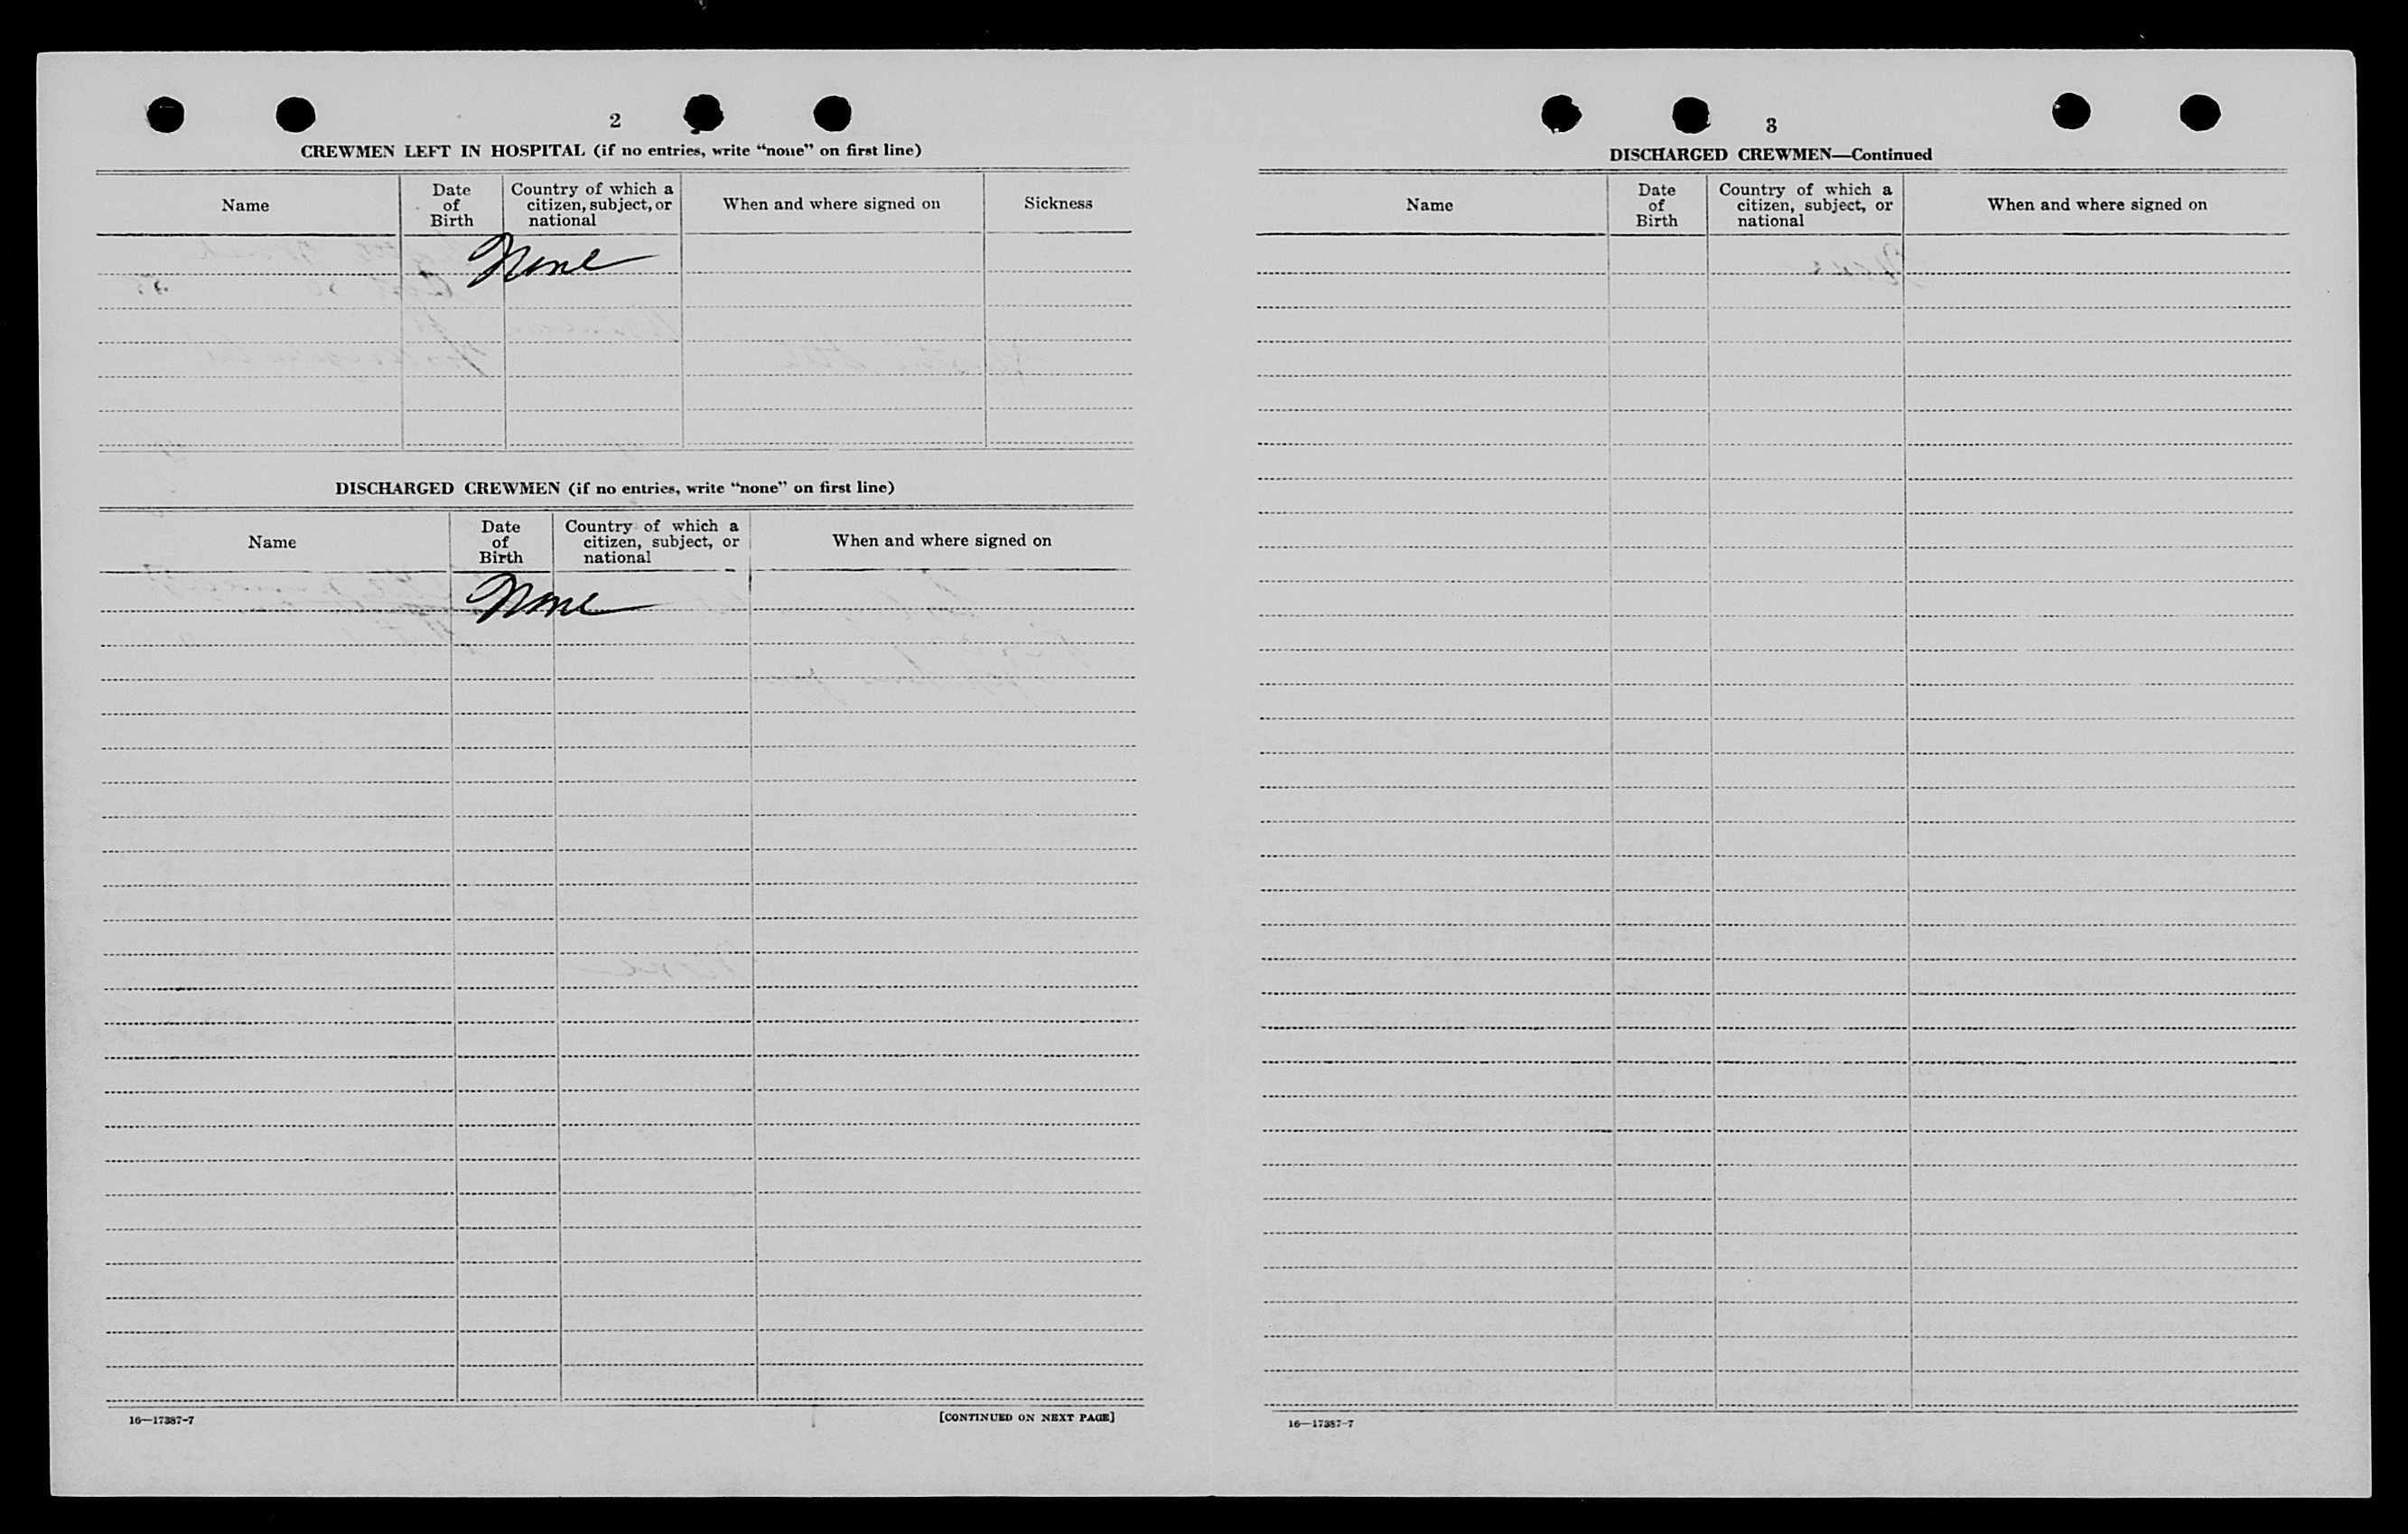 2
CREWMEN LEFT IN HOSPITAL (if no entries, write “none” on first line)
Name
Date of Birth
Country of which a citizen, subject, or national
When and where signed on
Sickness
None
DISCHARGED CREWMEN (if no entries, write “none” on first line)
Name
Date of Birth
Country of which a citizen, subject, or national
When and where signed on
None
16—17387-7
[CONTINUED ON NEXT PAGE]
3
DISCHARGED CREWMEN—Continued
Name
Date of Birth
Country of which a citizen, subject, or national
When and where signed on
16—17387-7